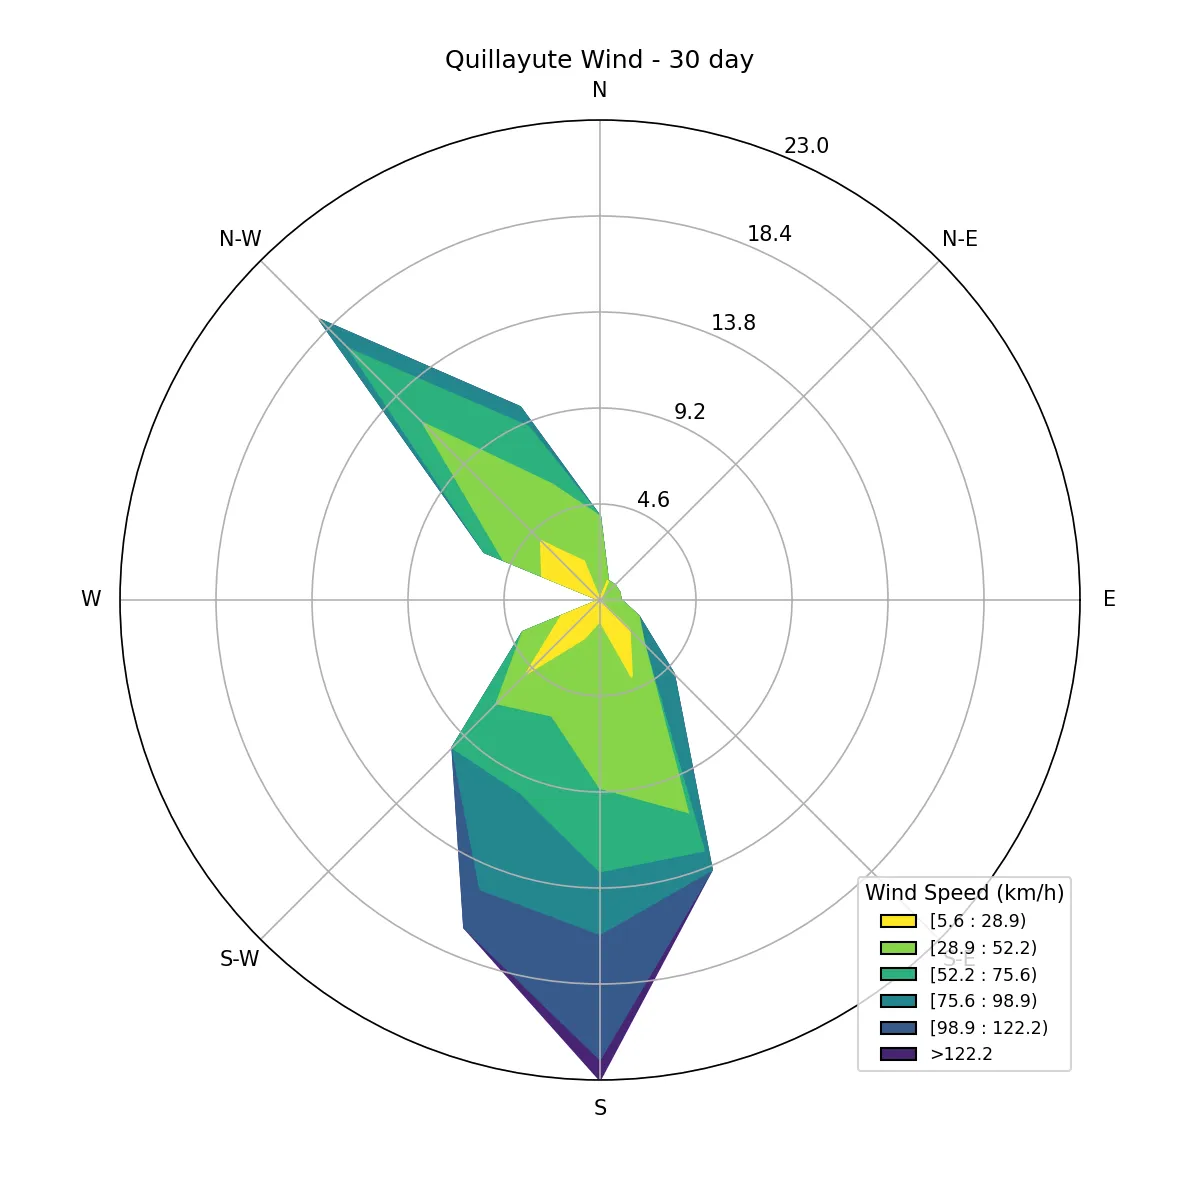 Quillayute Wind - 30 day
N
23.0
N-W
18.4
N-E
13.8
9.2
4.6
W
E
Wind Speed (km/h)
[5.6 : 28.9)
[28.9 : 52.2)
S-W
S-E
[52.2 : 75.6)
[75.6 : 98.9)
[98.9 : 122.2)
>122.2
S